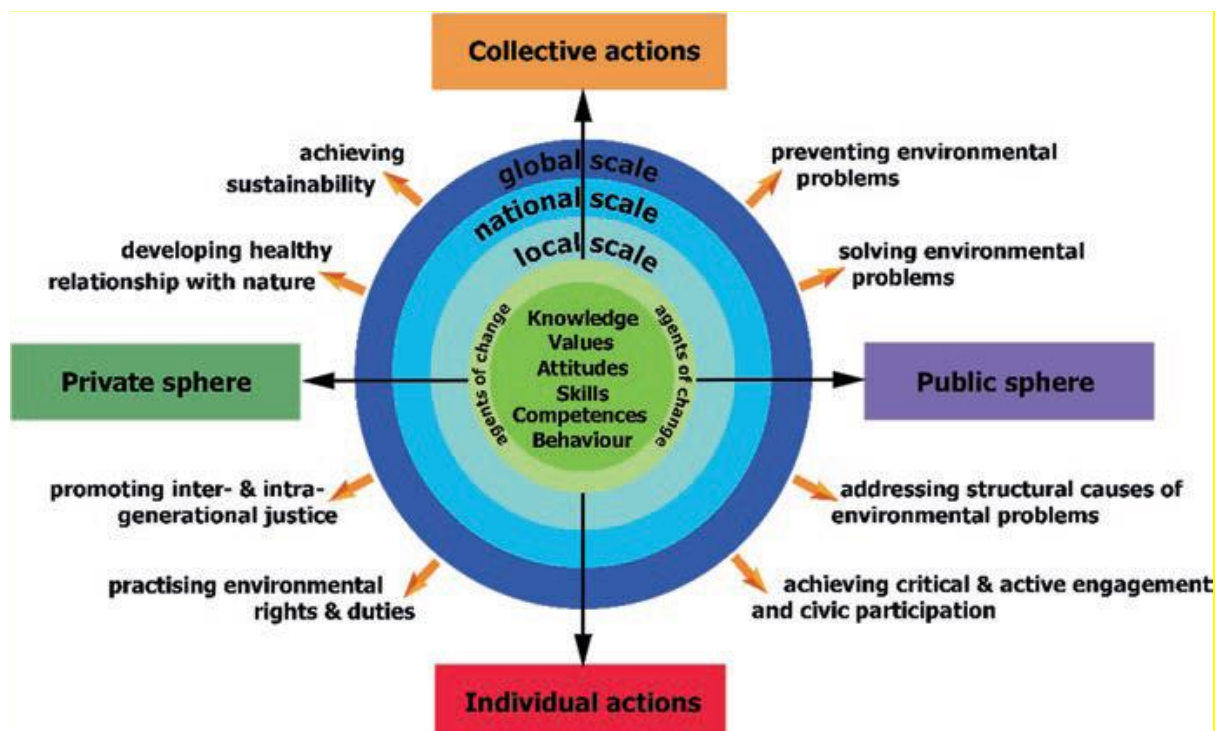 Collective actions
achieving
sustainability
preventing environmental
problems
global scale
national scale
local scale
developing healthy
relationship with nature
solving environmental
problems
agents of change
Knowledge
Values
Attitudes
Skills
Competences
Behaviour
agents of change
Private sphere
Public sphere
promoting inter- & intra-
generational justice
addressing structural causes of
environmental problems
practising environmental
rights & duties
achieving critical & active engagement
and civic participation
Individual actions